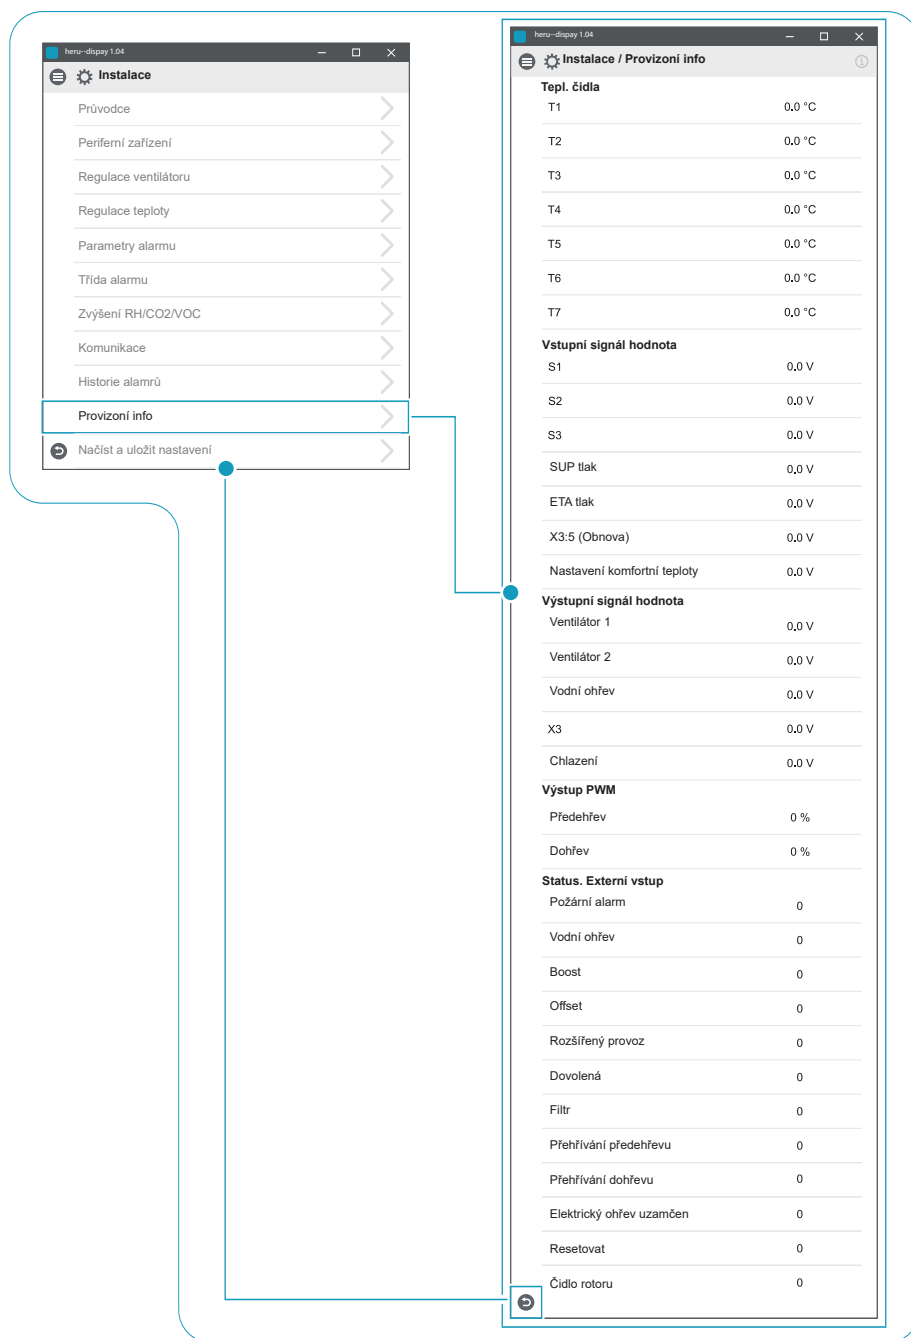 heru--dispay 1.04
Instalace
Průvodce
Periferní zařízení
Regulace ventilátoru
Regulace teploty
Parametry alarmu
Třída alarmu
Zvýšení RH/CO2/VOC
Komunikace
Historie alamrů
Provizoní info
Načíst a uložit nastavení
heru--dispay 1.04
Instalace / Provizoní info
Tepl. čidla
T1 0.0 °C
T2 0.0 °C
T3 0.0 °C
T4 0.0 °C
T5 0.0 °C
T6 0.0 °C
T7 0.0 °C
Vstupní signál hodnota
S1 0.0 V
S2 0.0 V
S3 0.0 V
SUP tlak 0.0 V
ETA tlak 0.0 V
X3:5 (Obnova) 0.0 V
Nastavení komfortní teploty 0.0 V
Výstupní signál hodnota
Ventilátor 1 0.0 V
Ventilátor 2 0.0 V
Vodní ohřev 0.0 V
X3 0.0 V
Chlazení 0.0 V
Výstup PWM
Předehřev 0 %
Dohřev 0 %
Status. Externí vstup
Požární alarm 0
Vodní ohřev 0
Boost 0
Offset 0
Rozšířený provoz 0
Dovolená 0
Filtr 0
Přehřívání předehřevu 0
Přehřívání dohřevu 0
Elektrický ohřev uzamčen 0
Resetovat 0
Čidlo rotoru 0